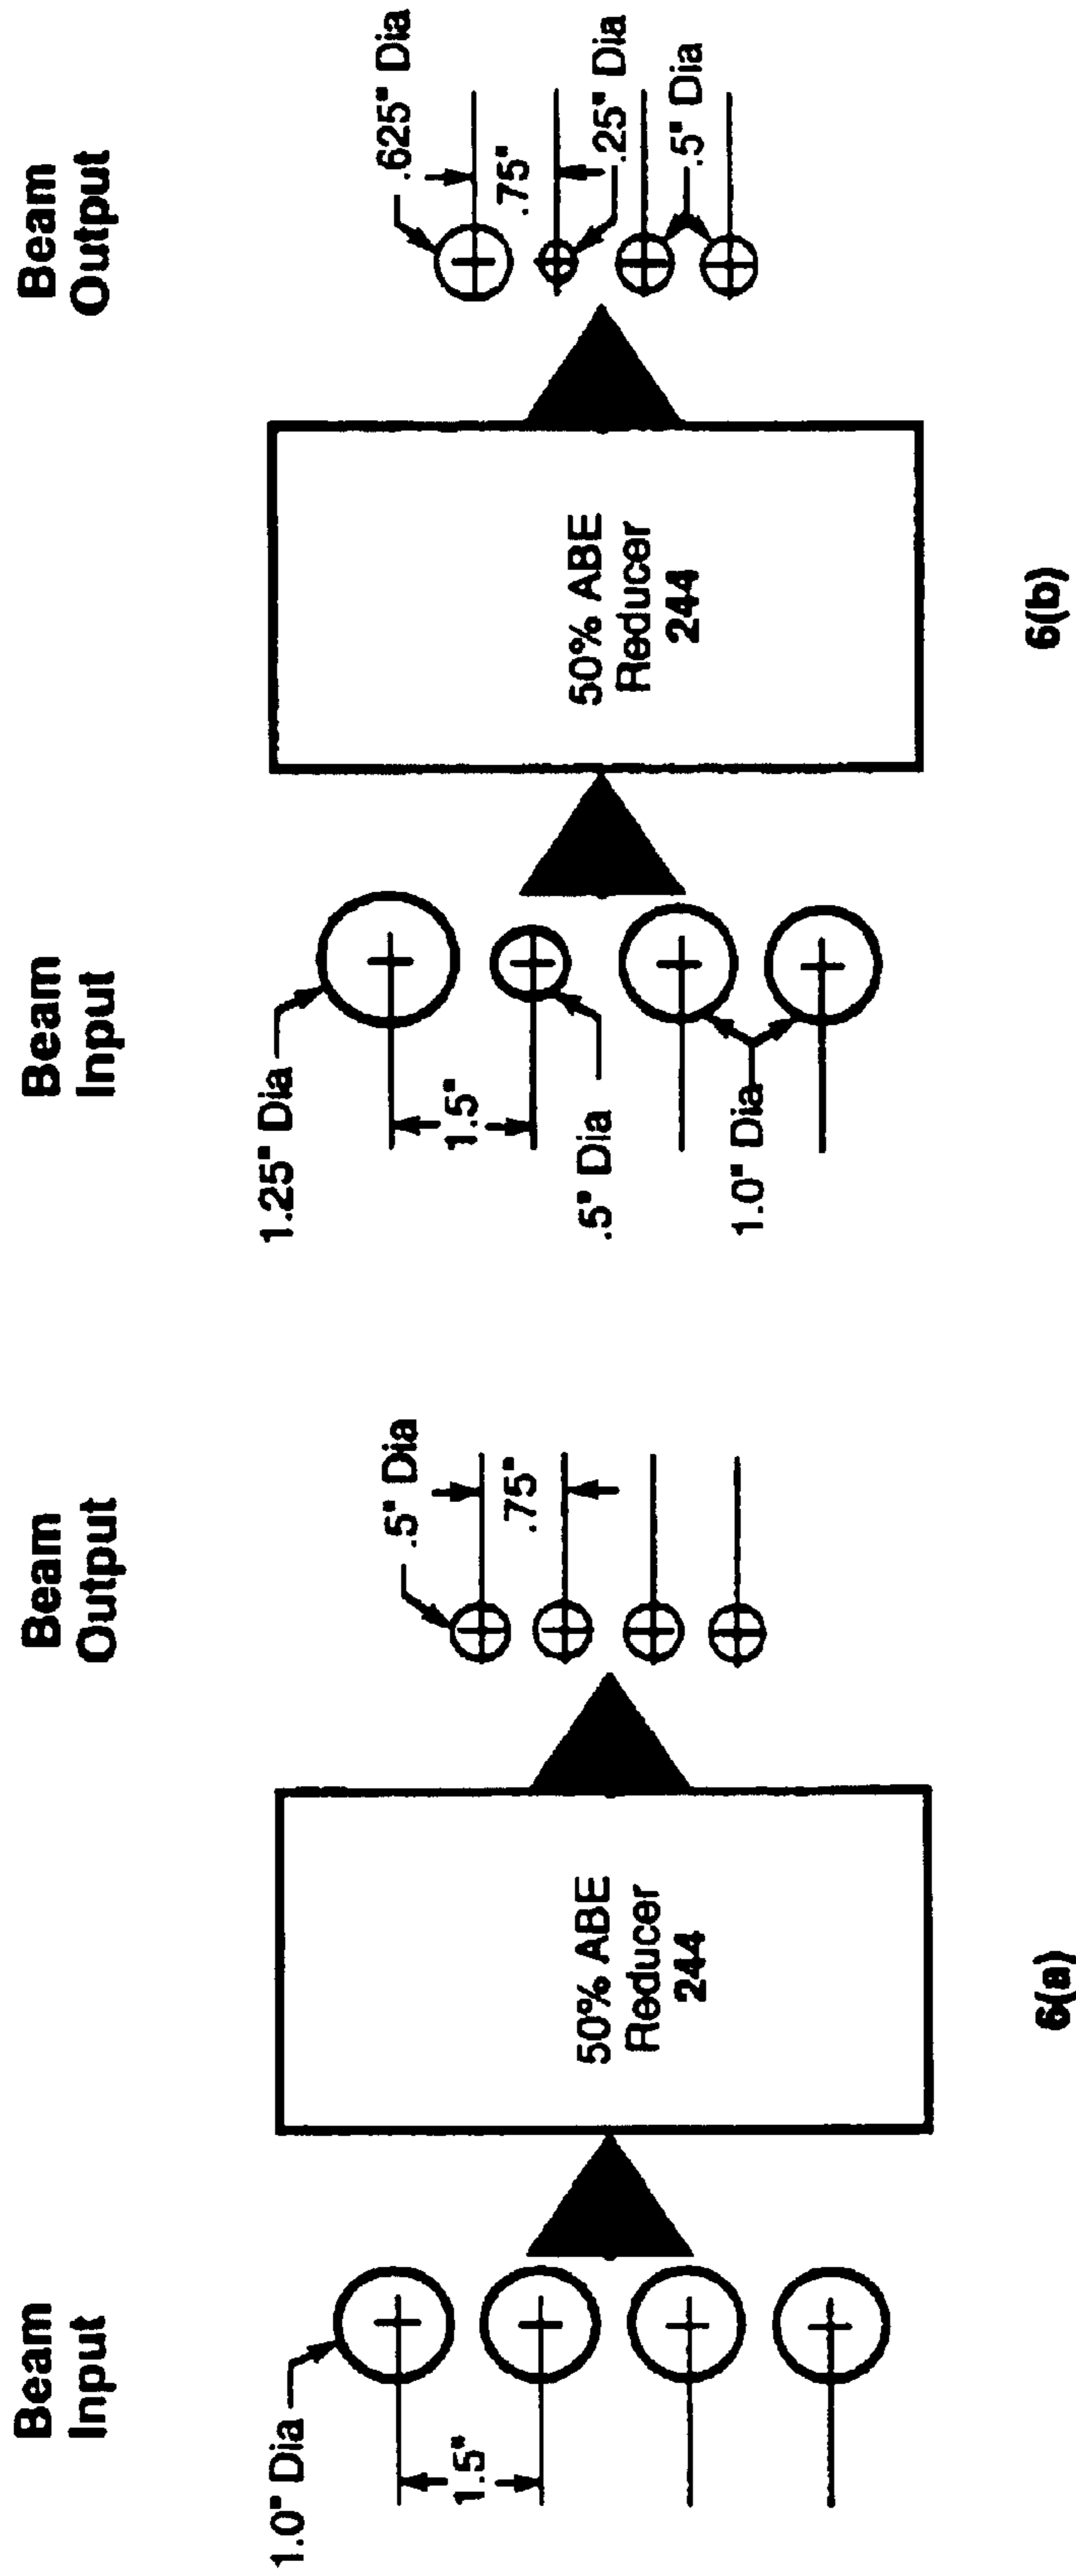 Beam
Input
Beam
Output
1.0" Dia
1.5"
50% ABE
Reducer
244
.5" Dia
.75"
6(a)
Beam
Input
Beam
Output
1.25" Dia
1.5"
.5" Dia
1.0" Dia
50% ABE
Reducer
244
.625" Dia
.75"
.25" Dia
.5" Dia
6(b)